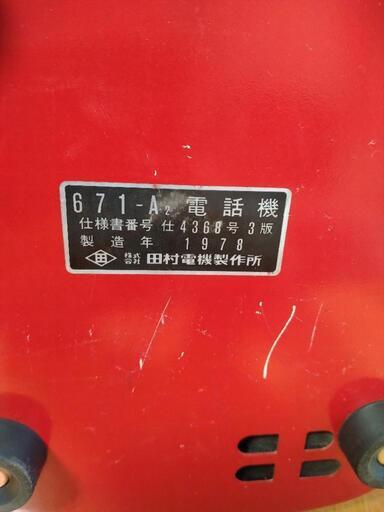 671-A₂ 電話機
仕様書番号 仕4368号3版
製造年 1978
田 株式会社 田村電機製作所